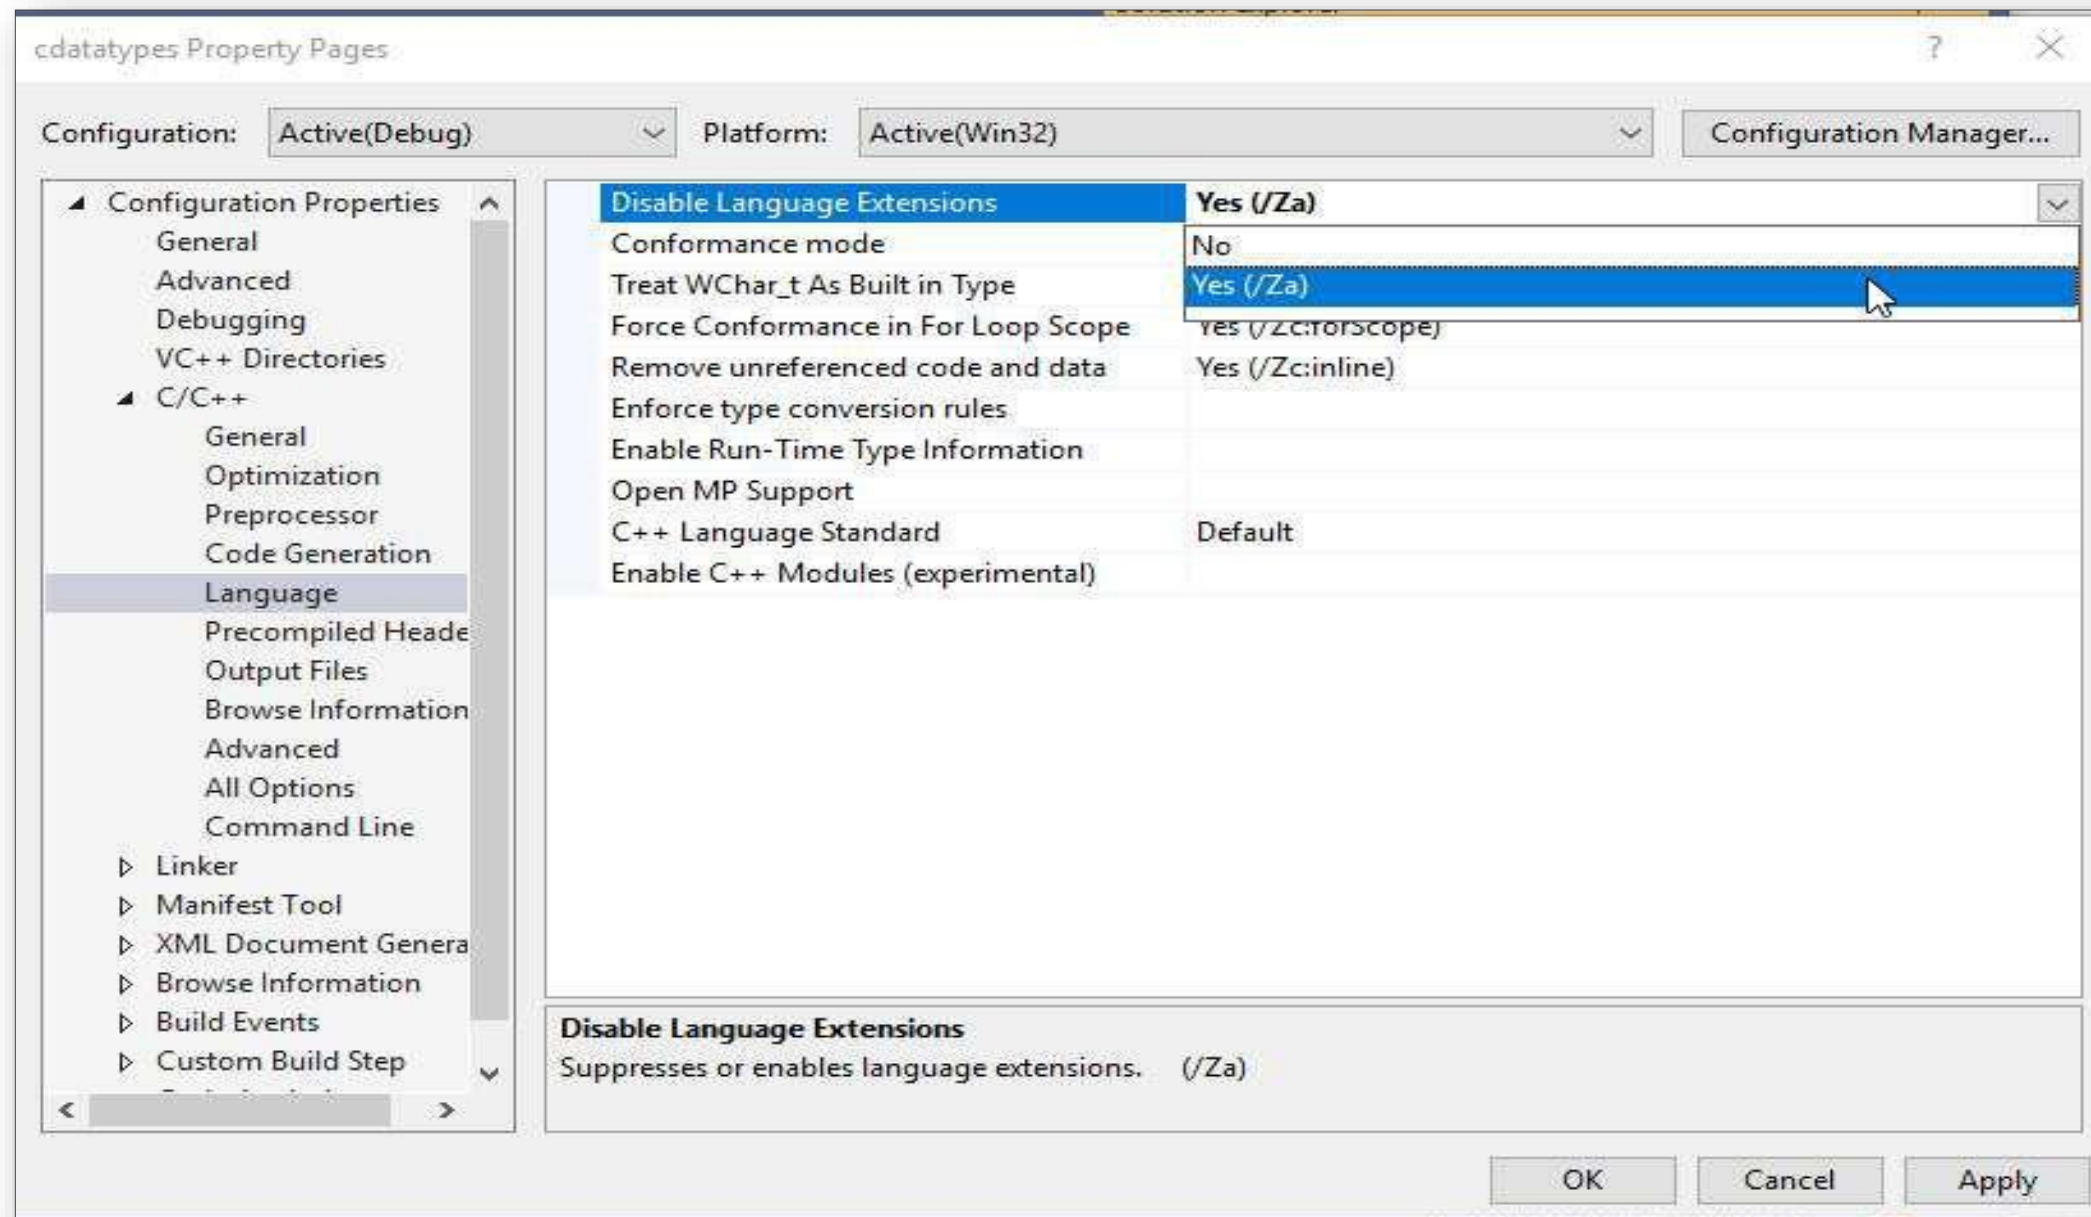 cdatatypes Property Pages
?
Configuration: Active(Debug) Platform: Active(Win32) Configuration Manager...
Configuration Properties
General
Advanced
Debugging
VC++ Directories
C/C++
General
Optimization
Preprocessor
Code Generation
Language
Precompiled Heade
Output Files
Browse Information
Advanced
All Options
Command Line
Linker
Manifest Tool
XML Document Genera
Browse Information
Build Events
Custom Build Step
Disable Language Extensions Yes (/Za)
Conformance mode No
Treat WChar_t As Built in Type Yes (/Za)
Force Conformance in For Loop Scope Yes (/Zc:forScope)
Remove unreferenced code and data Yes (/Zc:inline)
Enforce type conversion rules
Enable Run-Time Type Information
Open MP Support
C++ Language Standard Default
Enable C++ Modules (experimental)
Disable Language Extensions
Suppresses or enables language extensions. (/Za)
OK Cancel Apply